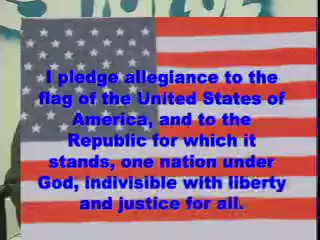 I pledge allegiance to the
flag of the United States of
America, and to the
Republic for which it
stands, one nation under
God, indivisible with liberty
and justice for all.